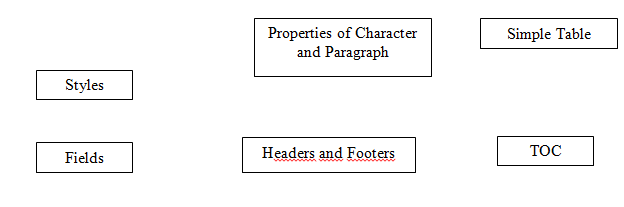 Properties of Character
and Paragraph
Simple Table
Styles
Fields
Headers and Footers
TOC